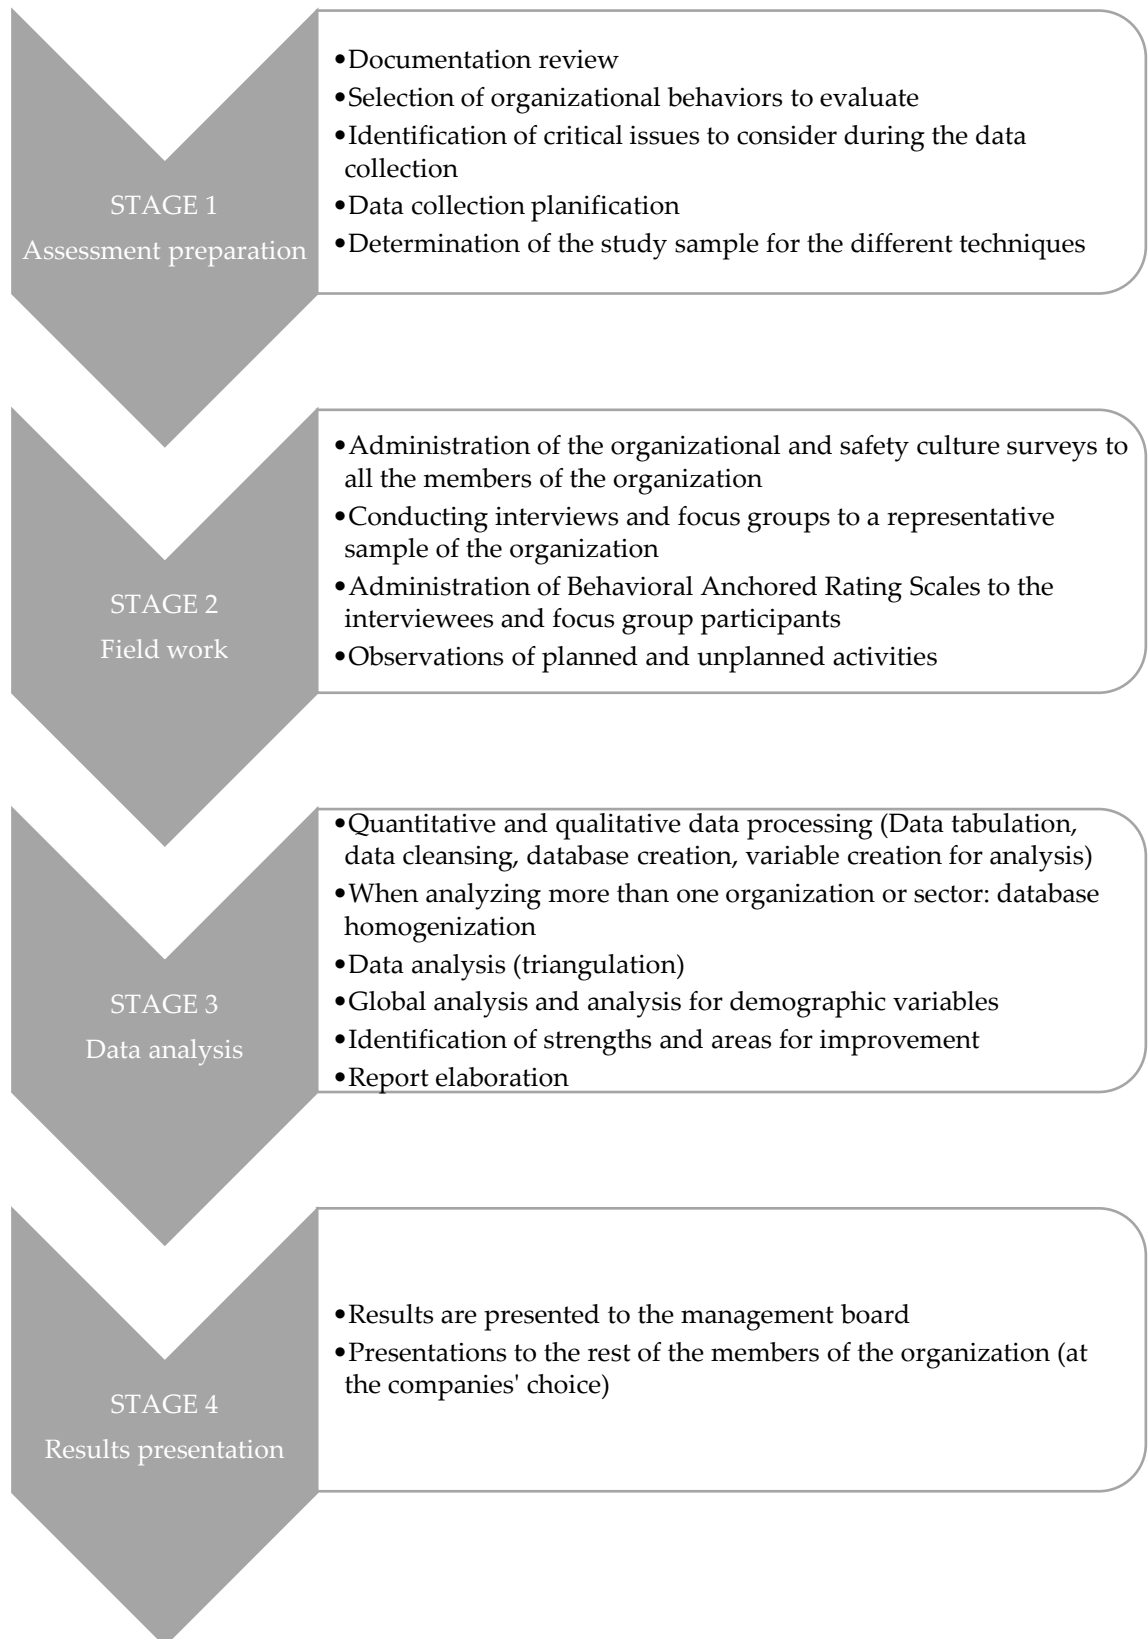 STAGE 1
Assessment preparation
•Documentation review
•Selection of organizational behaviors to evaluate
•Identification of critical issues to consider during the data
collection
•Data collection planification
•Determination of the study sample for the different techniques
STAGE 2
Field work
•Administration of the organizational and safety culture surveys to
all the members of the organization
•Conducting interviews and focus groups to a representative
sample of the organization
•Administration of Behavioral Anchored Rating Scales to the
interviewees and focus group participants
•Observations of planned and unplanned activities
STAGE 3
Data analysis
•Quantitative and qualitative data processing (Data tabulation,
data cleansing, database creation, variable creation for analysis)
•When analyzing more than one organization or sector: database
homogenization
•Data analysis (triangulation)
•Global analysis and analysis for demographic variables
•Identification of strengths and areas for improvement
•Report elaboration
STAGE 4
Results presentation
•Results are presented to the management board
•Presentations to the rest of the members of the organization (at
the companies' choice)